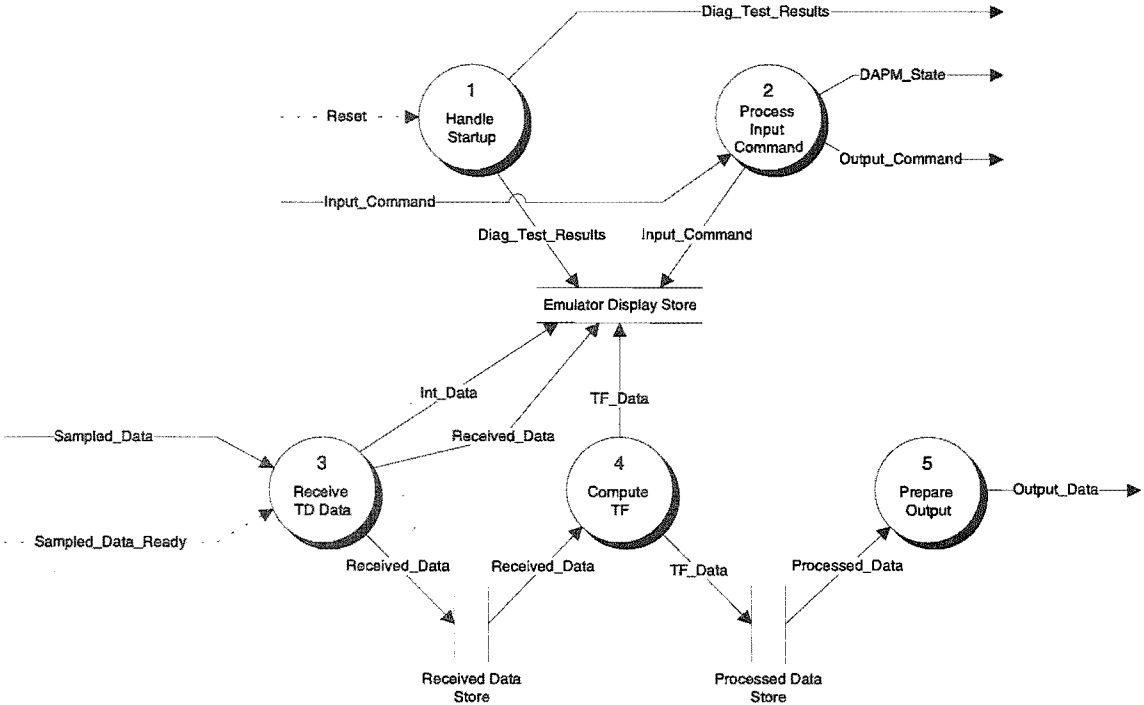 Diag_Test_Results
1
Handle
Startup
2
Process
Input
Command
DAPM_State
Reset
Output_Command
Input_Command
Diag_Test_Results
Input_Command
Emulator Display Store
Int_Data
TF_Data
Sampled_Data
Received_Data
3
Receive
TD Data
4
Compute
TF
5
Prepare
Output
Output_Data
Sampled_Data_Ready
Received_Data
Received_Data
TF_Data
Processed_Data
Received Data
Store
Processed Data
Store